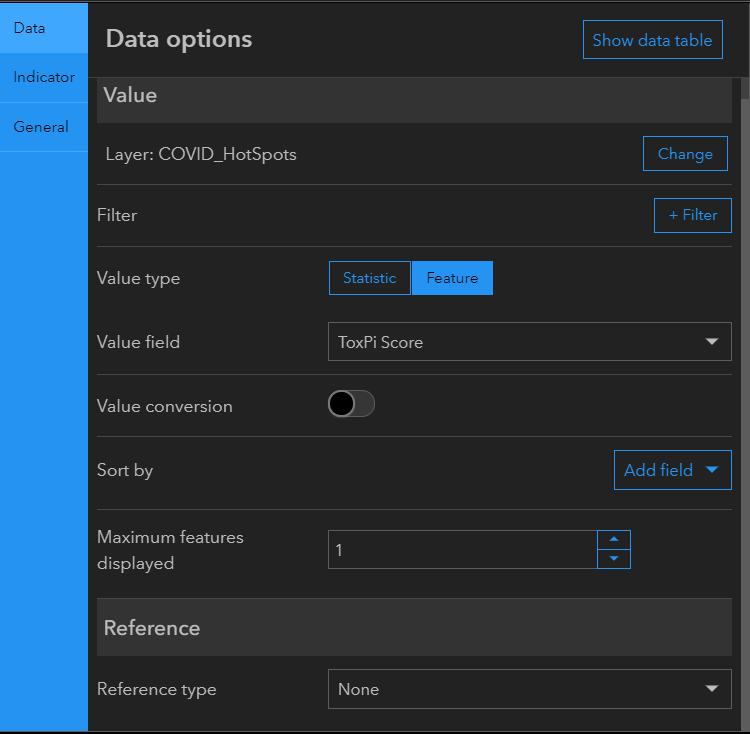 Data
Indicator
General
Data options
Show data table
Value
Layer: COVID_HotSpots
Change
Filter
+ Filter
Value type
Statistic
Feature
Value field
ToxPi Score
Value conversion
Sort by
Add field
Maximum features
displayed
1
Reference
Reference type
None